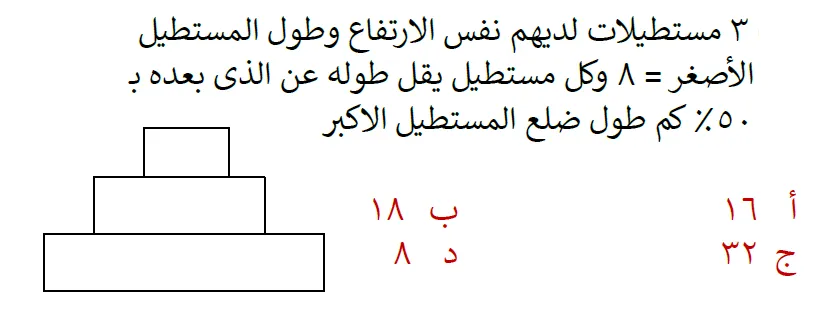 ٣ مستطيلات لديهم نفس الارتفاع وطول المستطيل
الأصغر = ٨ وكل مستطيل يقل طوله عن الذى بعده بـ
٥٠٪ كم طول ضلع المستطيل الاكبر
أ ١٦ ب ١٨
ج ٣٢ د ٨